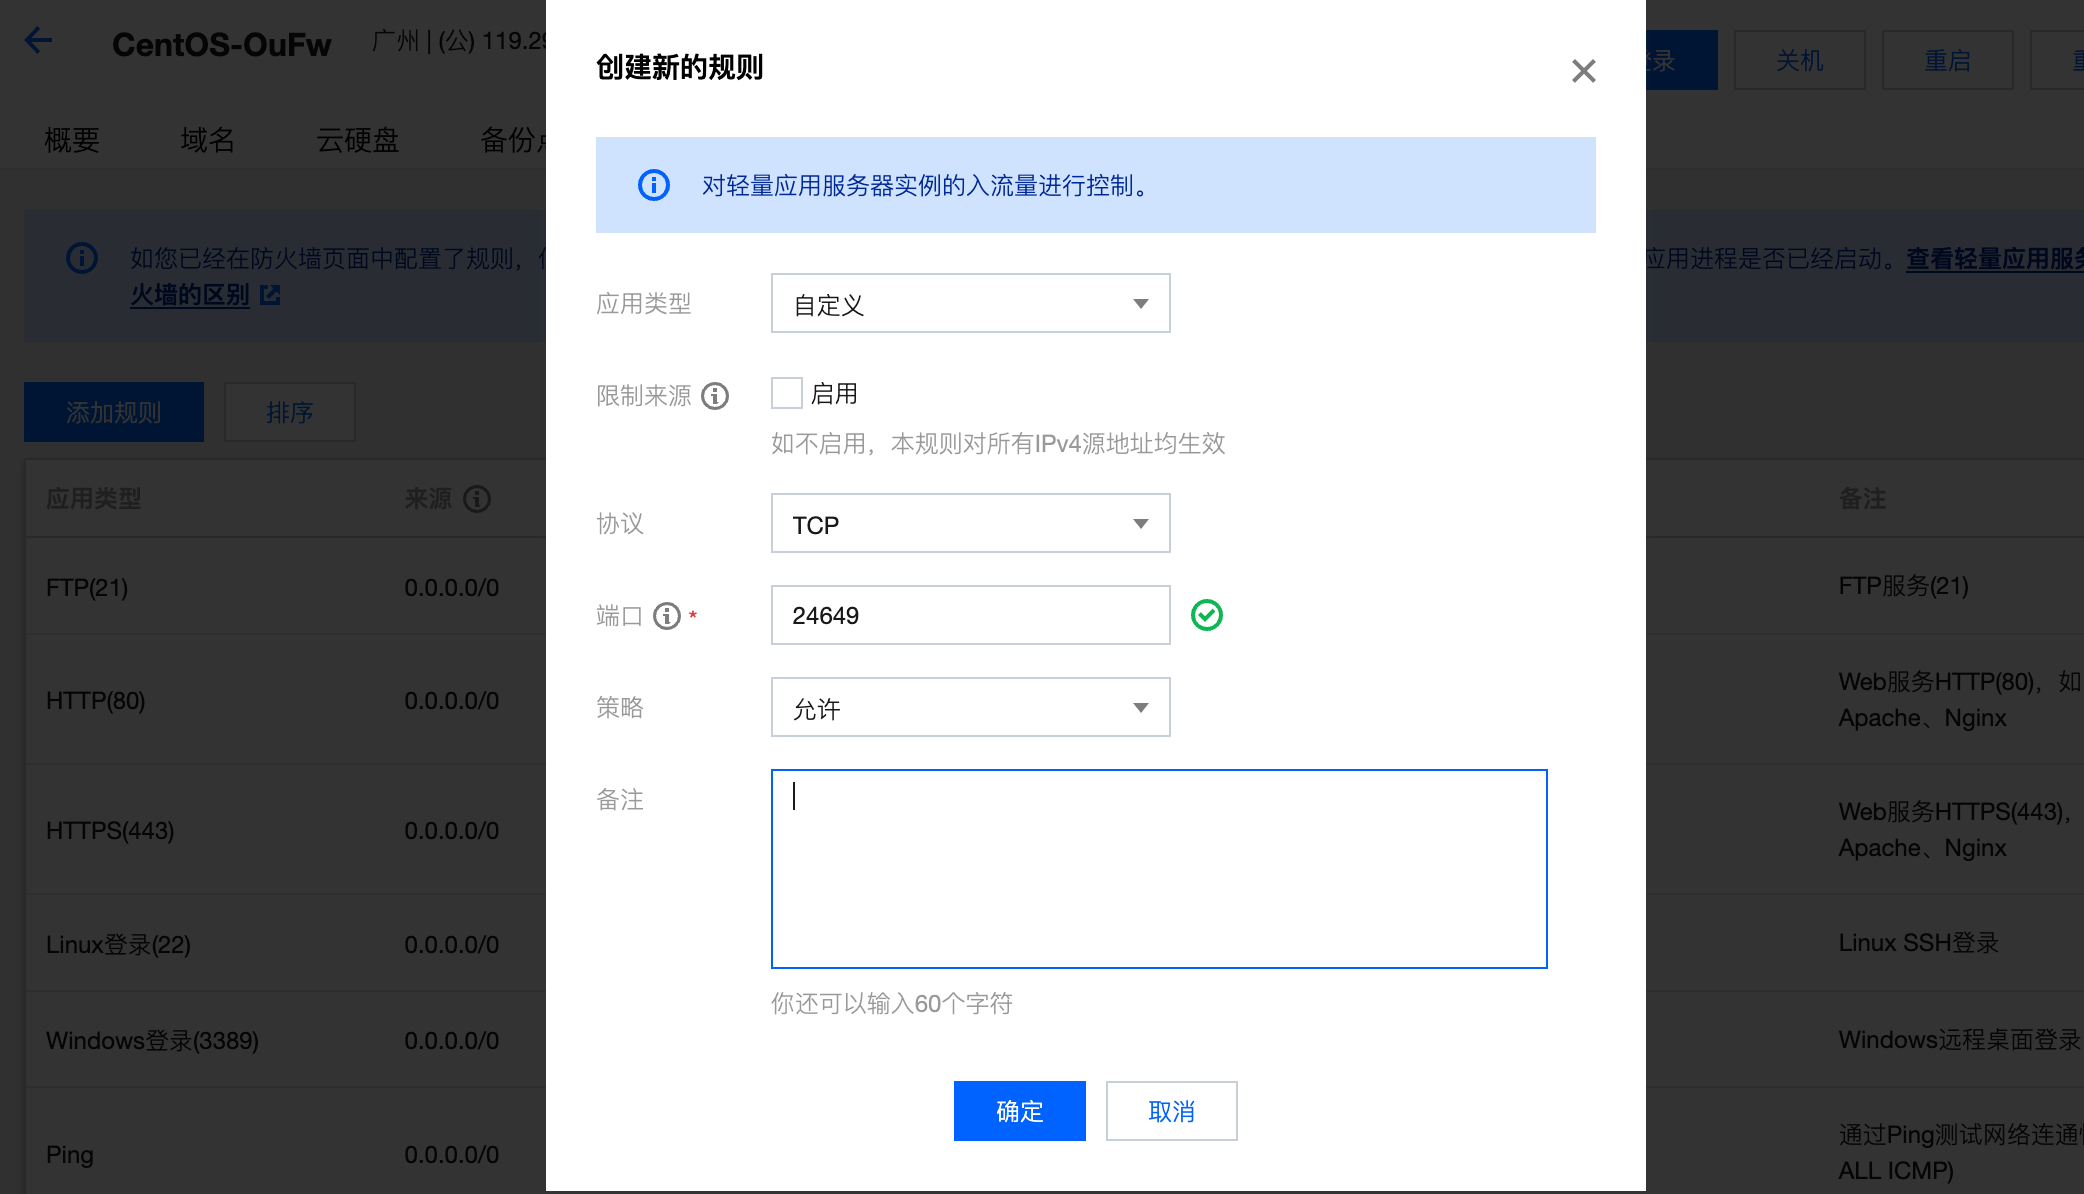 CentOS-OuFw
广州 | (公) 119.29
录
关机
重启
概要
域名
云硬盘
备份
如您已经在防火墙页面中配置了规则,
应用进程是否已经启动。查看轻量应用服务
火墙的区别
添加规则
排序
应用类型
来源
备注
FTP(21)
0.0.0.0/0
FTP服务(21)
HTTP(80)
0.0.0.0/0
Web服务HTTP(80),如
Apache、Nginx
HTTPS(443)
0.0.0.0/0
Web服务HTTPS(443),
Apache、Nginx
Linux登录(22)
0.0.0.0/0
Linux SSH登录
Windows登录(3389)
0.0.0.0/0
Windows远程桌面登录
Ping
0.0.0.0/0
通过Ping测试网络连通
ALL ICMP)
创建新的规则
对轻量应用服务器实例的入流量进行控制。
应用类型
自定义
限制来源
启用
如不启用,本规则对所有IPv4源地址均生效
协议
TCP
端口 *
24649
策略
允许
备注
你还可以输入60个字符
确定
取消